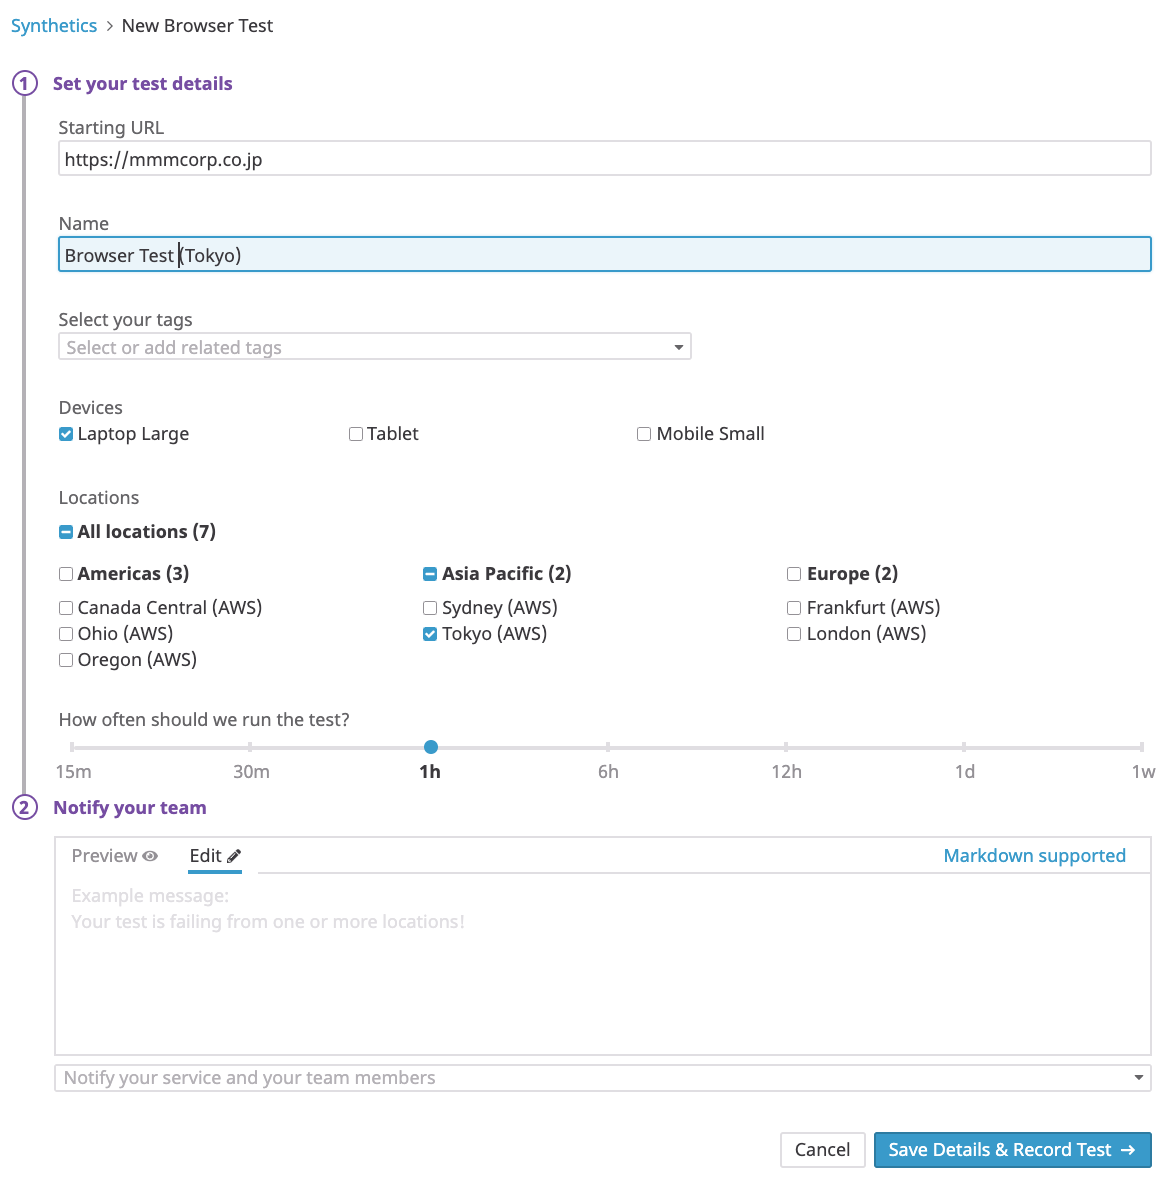 Synthetics > New Browser Test
1 Set your test details
Starting URL
https://mmmcorp.co.jp
Name
Browser Test (Tokyo)
Select your tags
Select or add related tags
Devices
Laptop Large Tablet Mobile Small
Locations
All locations (7)
Americas (3) Asia Pacific (2) Europe (2)
Canada Central (AWS) Sydney (AWS) Frankfurt (AWS)
Ohio (AWS) Tokyo (AWS) London (AWS)
Oregon (AWS)
How often should we run the test?
15m 30m 1h 6h 12h 1d 1w
2 Notify your team
Preview Edit Markdown supported
Example message:
Your test is failing from one or more locations!
Notify your service and your team members
Cancel Save Details & Record Test →